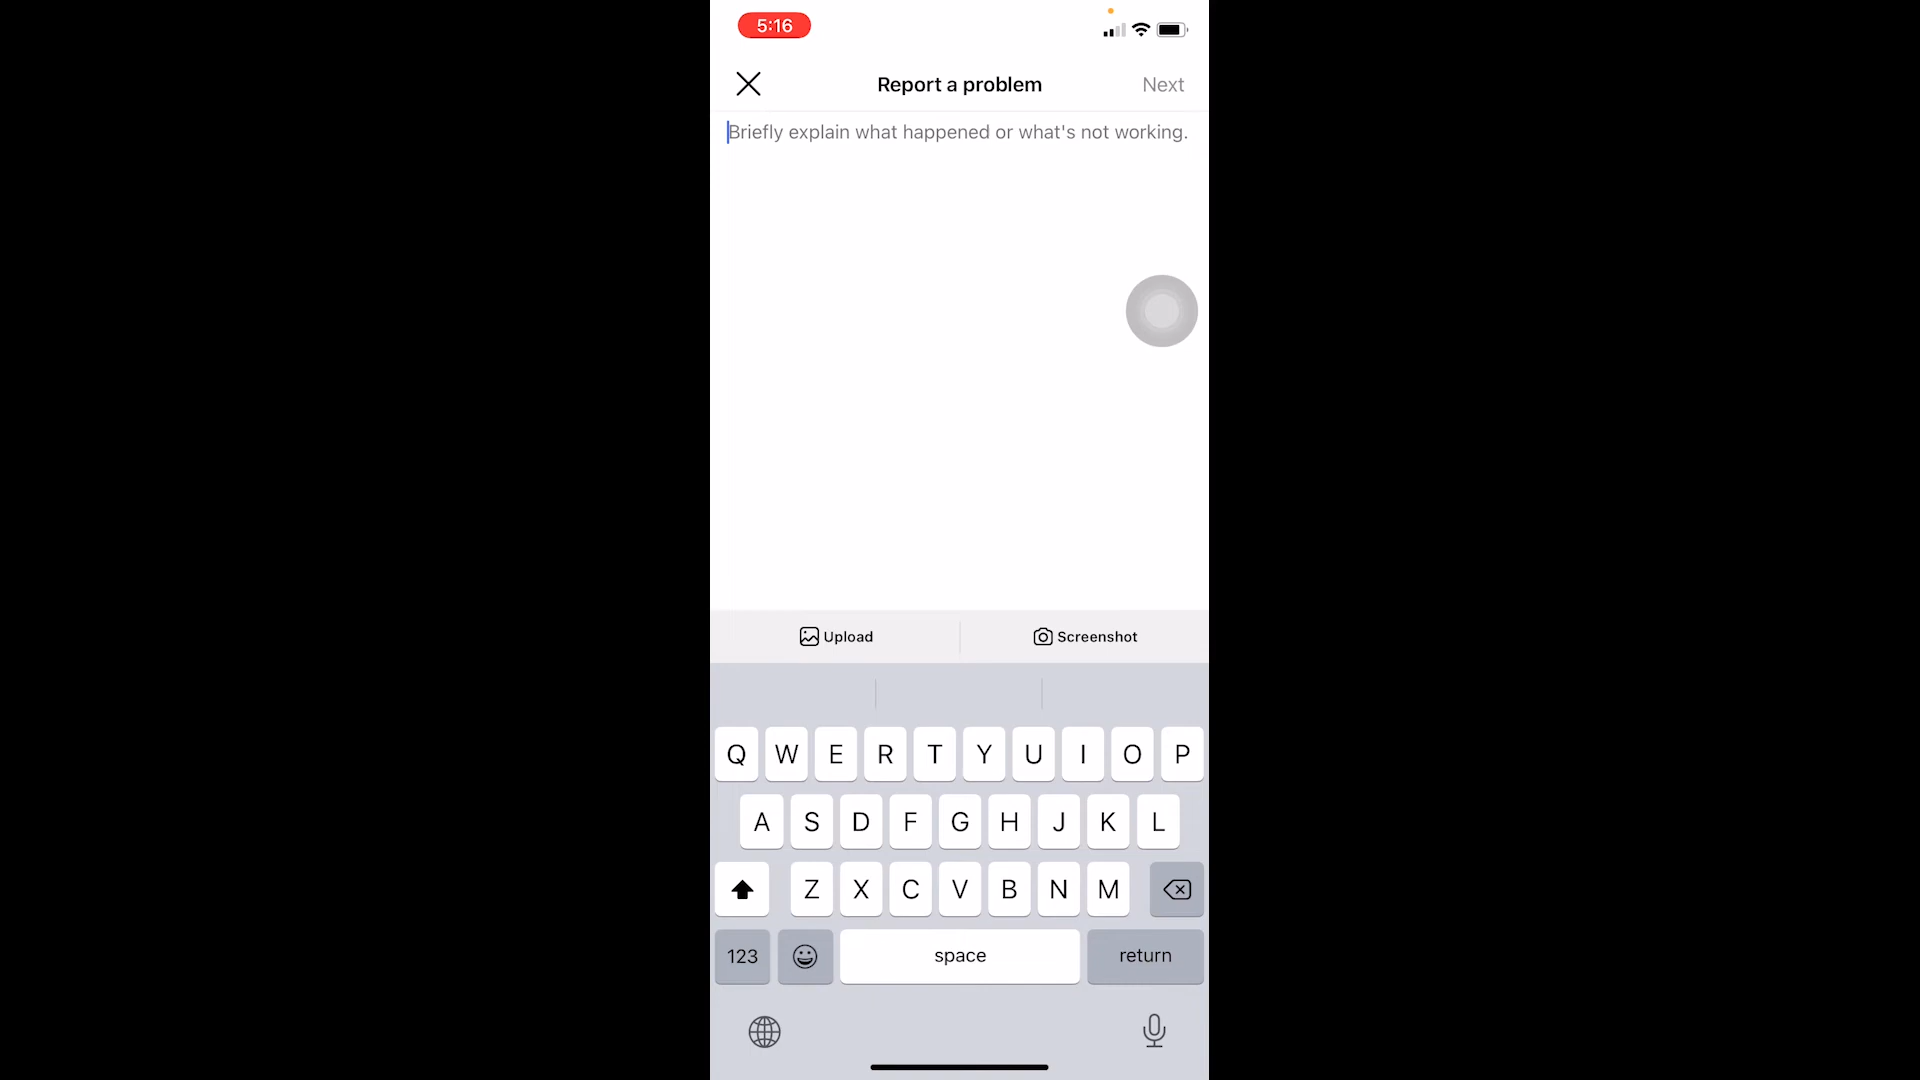 5:16
Report a problem
Next
Briefly explain what happened or what's not working.
Upload
Screenshot
Q W E R T Y U I O P
A S D F G H J K L
Z X C V B N M
123
space
return